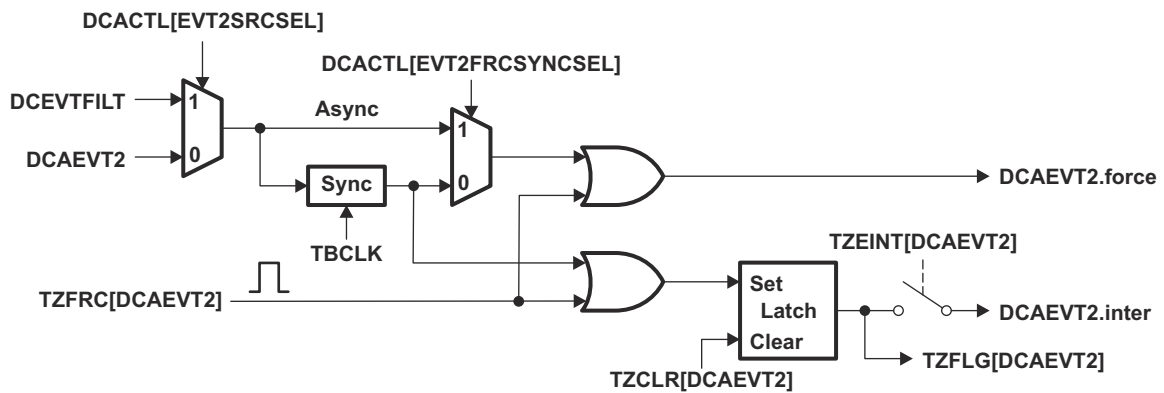 DCACTL[EVT2SRCSEL]
DCACTL[EVT2FRCSYNCSEL]
DCEVTFILT
1
Async
1
DCAEVT2
0
Sync
0
DCAEVT2.force
TBCLK
TZEINT[DCAEVT2]
TZFRC[DCAEVT2]
Set
Latch
Clear
DCAEVT2.inter
TZCLR[DCAEVT2]
TZFLG[DCAEVT2]